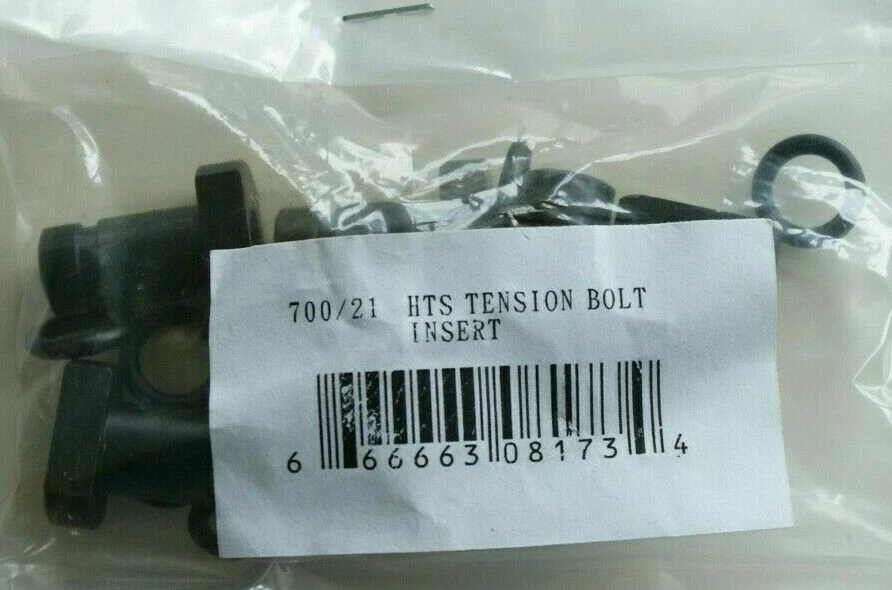 700/21 HTS TENSION BOLT
INSERT
6 66663 08173 4